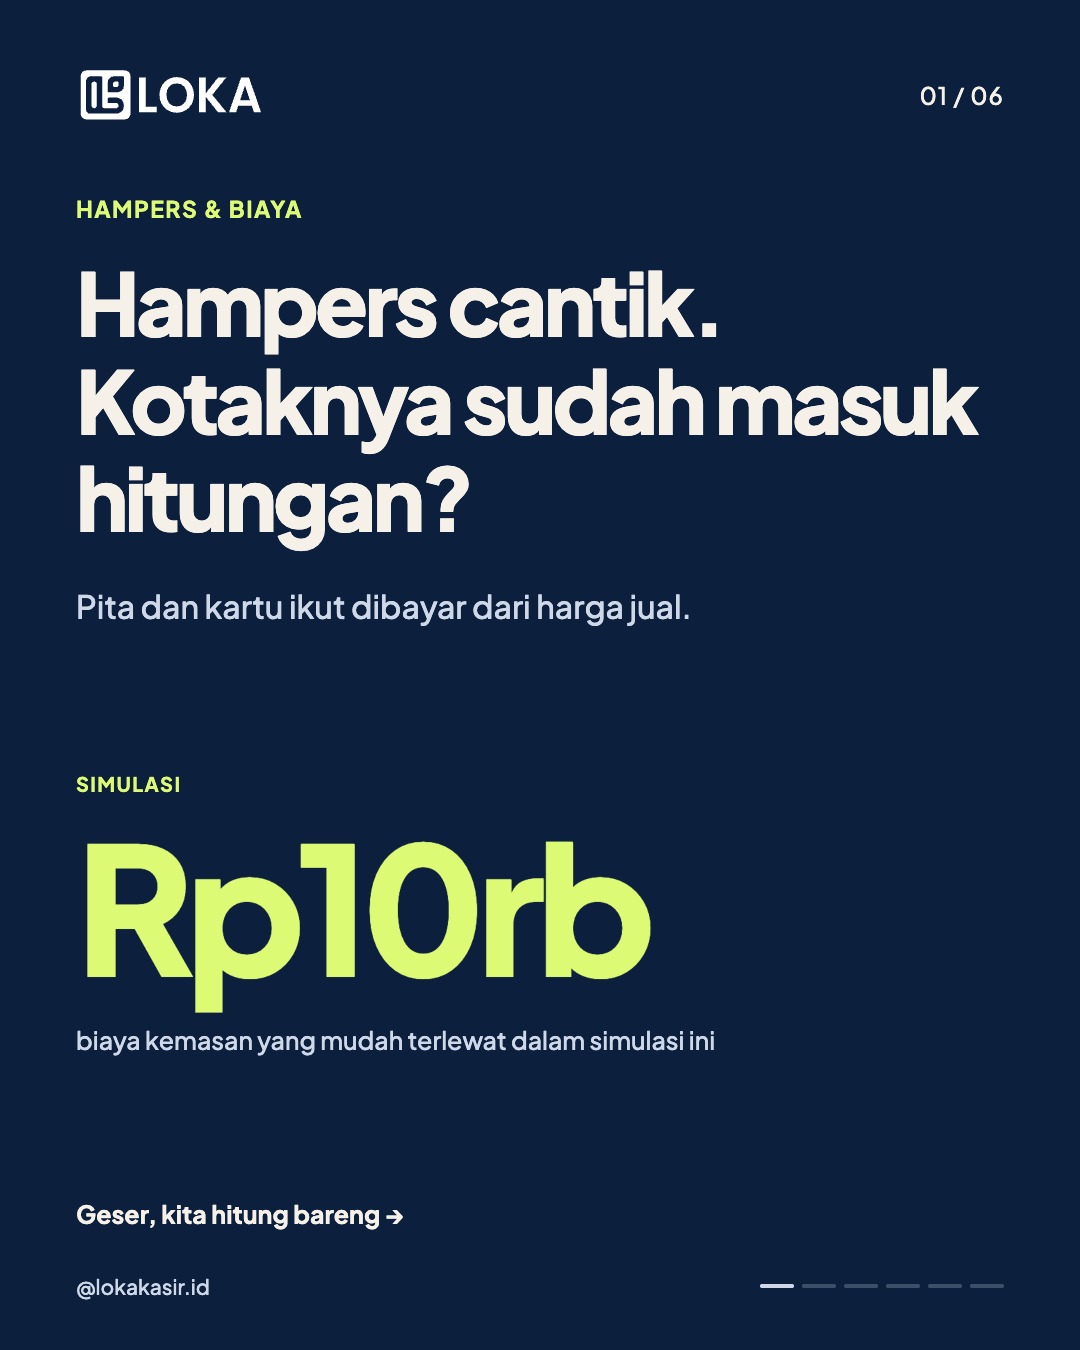 LOKA
01 / 06
HAMPERS & BIAYA
Hampers cantik.
Kotaknya sudah masuk
hitungan?
Pita dan kartu ikut dibayar dari harga jual.
SIMULASI
Rp10rb
biaya kemasan yang mudah terlewat dalam simulasi ini
Geser, kita hitung bareng →
@lokakasir.id